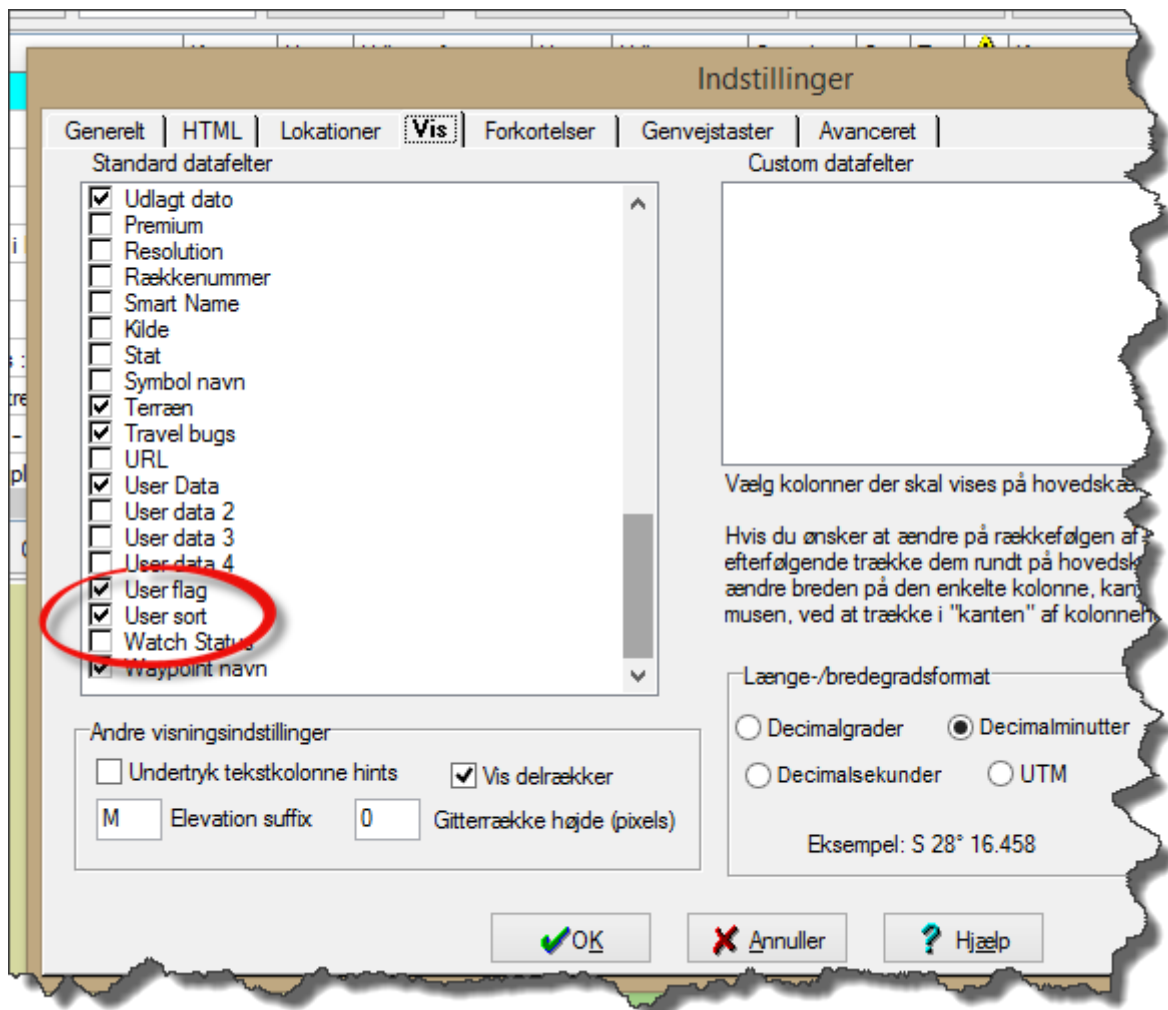 Indstillinger
Generelt
HTML
Lokationer
Vis
Forkortelser
Genvejstaster
Avanceret
Standard datafelter
Udlagt dato
Premium
Resolution
Rækkenummer
Smart Name
Kilde
Stat
Symbol navn
Terræn
Travel bugs
URL
User Data
User data 2
User data 3
User data 4
User flag
User sort
Watch Status
Waypoint navn
Custom datafelter
Vælg kolonner der skal vises på
Hvis du ønsker at ændre på rækkefølgen af
efterfølgende trække dem rundt på
ændre breden på den enkelte kolonne,
musen, ved at trække i "kanten" af kolonnen
Andre visningsindstillinger
Undertryk tekstkolonne hints
Vis delrækker
M
Elevation suffix
0
Gitterrække højde (pixels)
Længe-/bredegradsformat
Decimalgrader
Decimalminutter
Decimalsekunder
UTM
Eksempel: S 28° 16.458
OK
Annuller
Hjælp